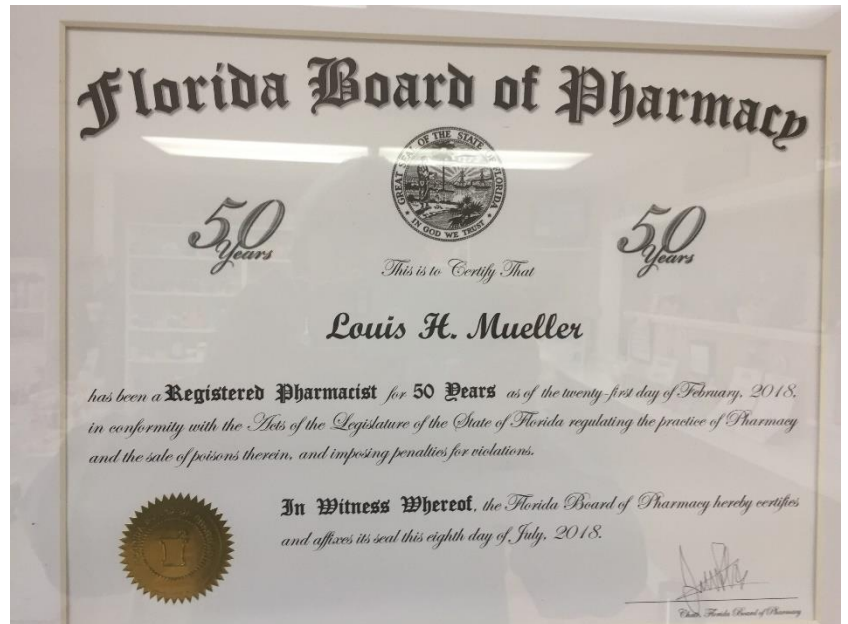 Florida Board of Pharmacy
GREAT SEAL OF THE STATE OF FLORIDA
IN GOD WE TRUST
50 Years
50 Years
This is to Certify That
Louis H. Mueller
has been a Registered Pharmacist for 50 Years as of the twenty-first day of February, 2018,
in conformity with the Acts of the Legislature of the State of Florida regulating the practice of Pharmacy
and the sale of poisons therein, and imposing penalties for violations.
In Witness Whereof, the Florida Board of Pharmacy hereby certifies
and affixes its seal this eighth day of July, 2018.
Chair, Florida Board of Pharmacy